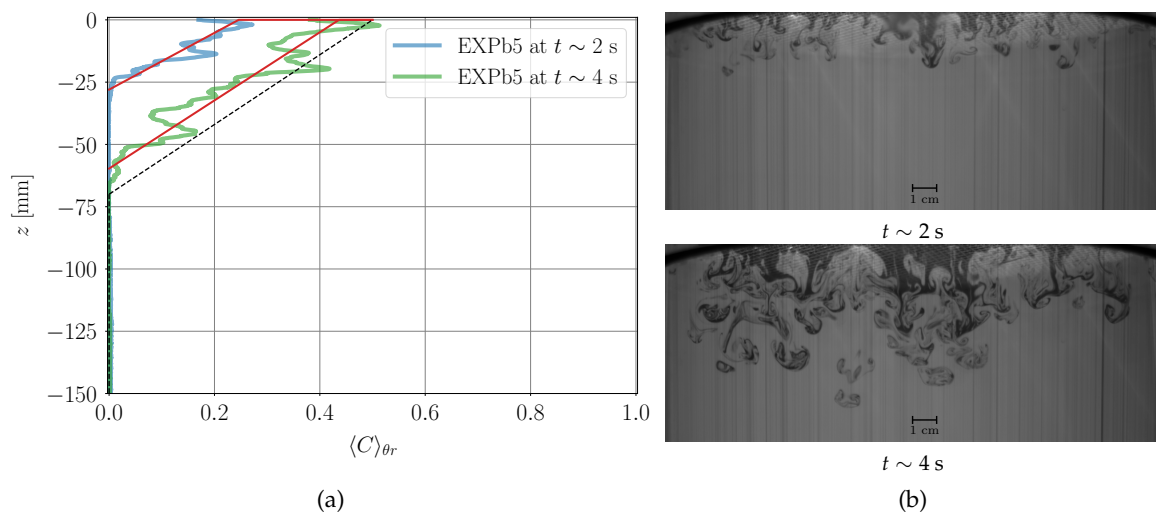 0
−25
−50
−75
−100
−125
−150
z [mm]
0.0 0.2 0.4 0.6 0.8 1.0
⟨C⟩θr
EXPb5 at t ∼ 2 s
EXPb5 at t ∼ 4 s
(a)
1 cm
t ∼ 2 s
1 cm
t ∼ 4 s
(b)